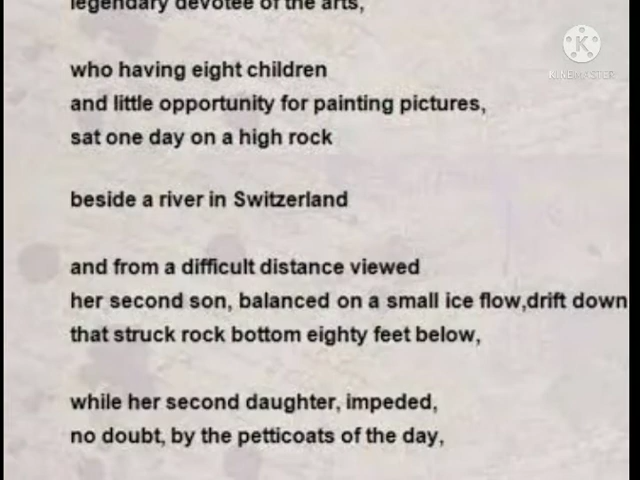 legendary devotee of the arts,
who having eight children
and little opportunity for painting pictures,
sat one day on a high rock
beside a river in Switzerland
and from a difficult distance viewed
her second son, balanced on a small ice flow,drift down
that struck rock bottom eighty feet below,
while her second daughter, impeded,
no doubt, by the petticoats of the day,
K
KINEMASTER